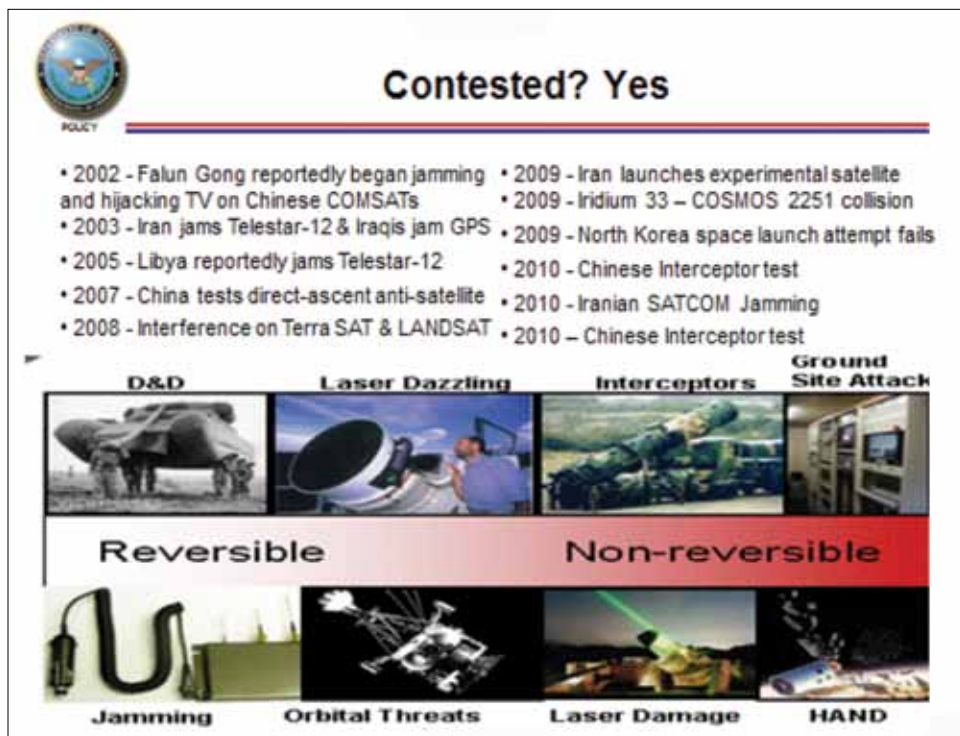 Contested? Yes
POLICY
• 2002 - Falun Gong reportedly began jamming
and hijacking TV on Chinese COMSATs
• 2003 - Iran jams Telestar-12 & Iraqis jam GPS
• 2005 - Libya reportedly jams Telestar-12
• 2007 - China tests direct-ascent anti-satellite
• 2008 - Interference on Terra SAT & LANDSAT
• 2009 - Iran launches experimental satellite
• 2009 - Iridium 33 – COSMOS 2251 collision
• 2009 - North Korea space launch attempt fails
• 2010 - Chinese Interceptor test
• 2010 - Iranian SATCOM Jamming
• 2010 – Chinese Interceptor test
D&D
Laser Dazzling
Interceptors
Ground
Site Attack
Reversible
Non-reversible
Jamming
Orbital Threats
Laser Damage
HAND